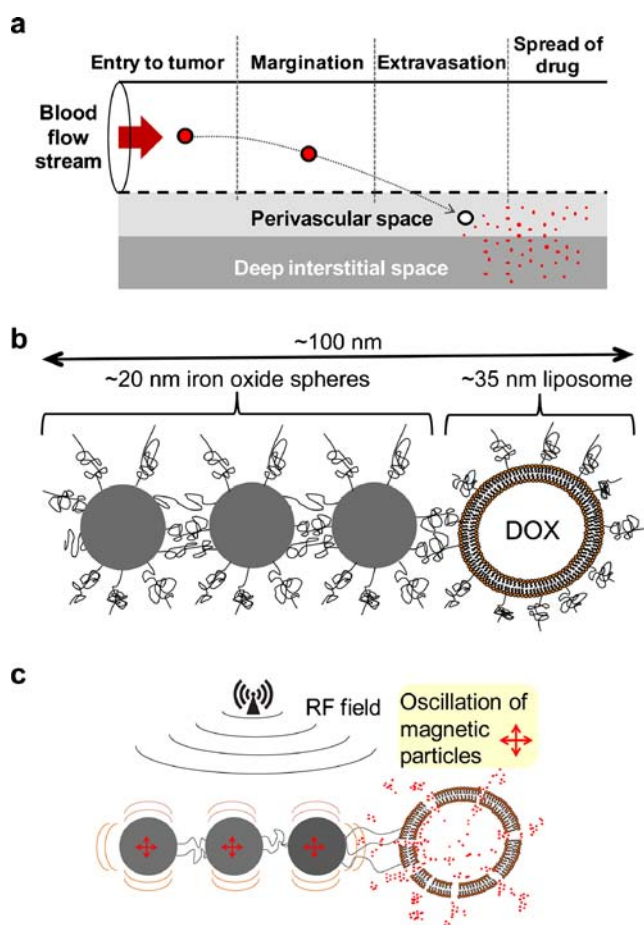 a
Entry to tumor
Margination
Extravasation
Spread of
drug
Blood
flow
stream
Perivascular space
Deep interstitial space
b
~100 nm
~20 nm iron oxide spheres
~35 nm liposome
DOX
c
RF field
Oscillation of
magnetic
particles